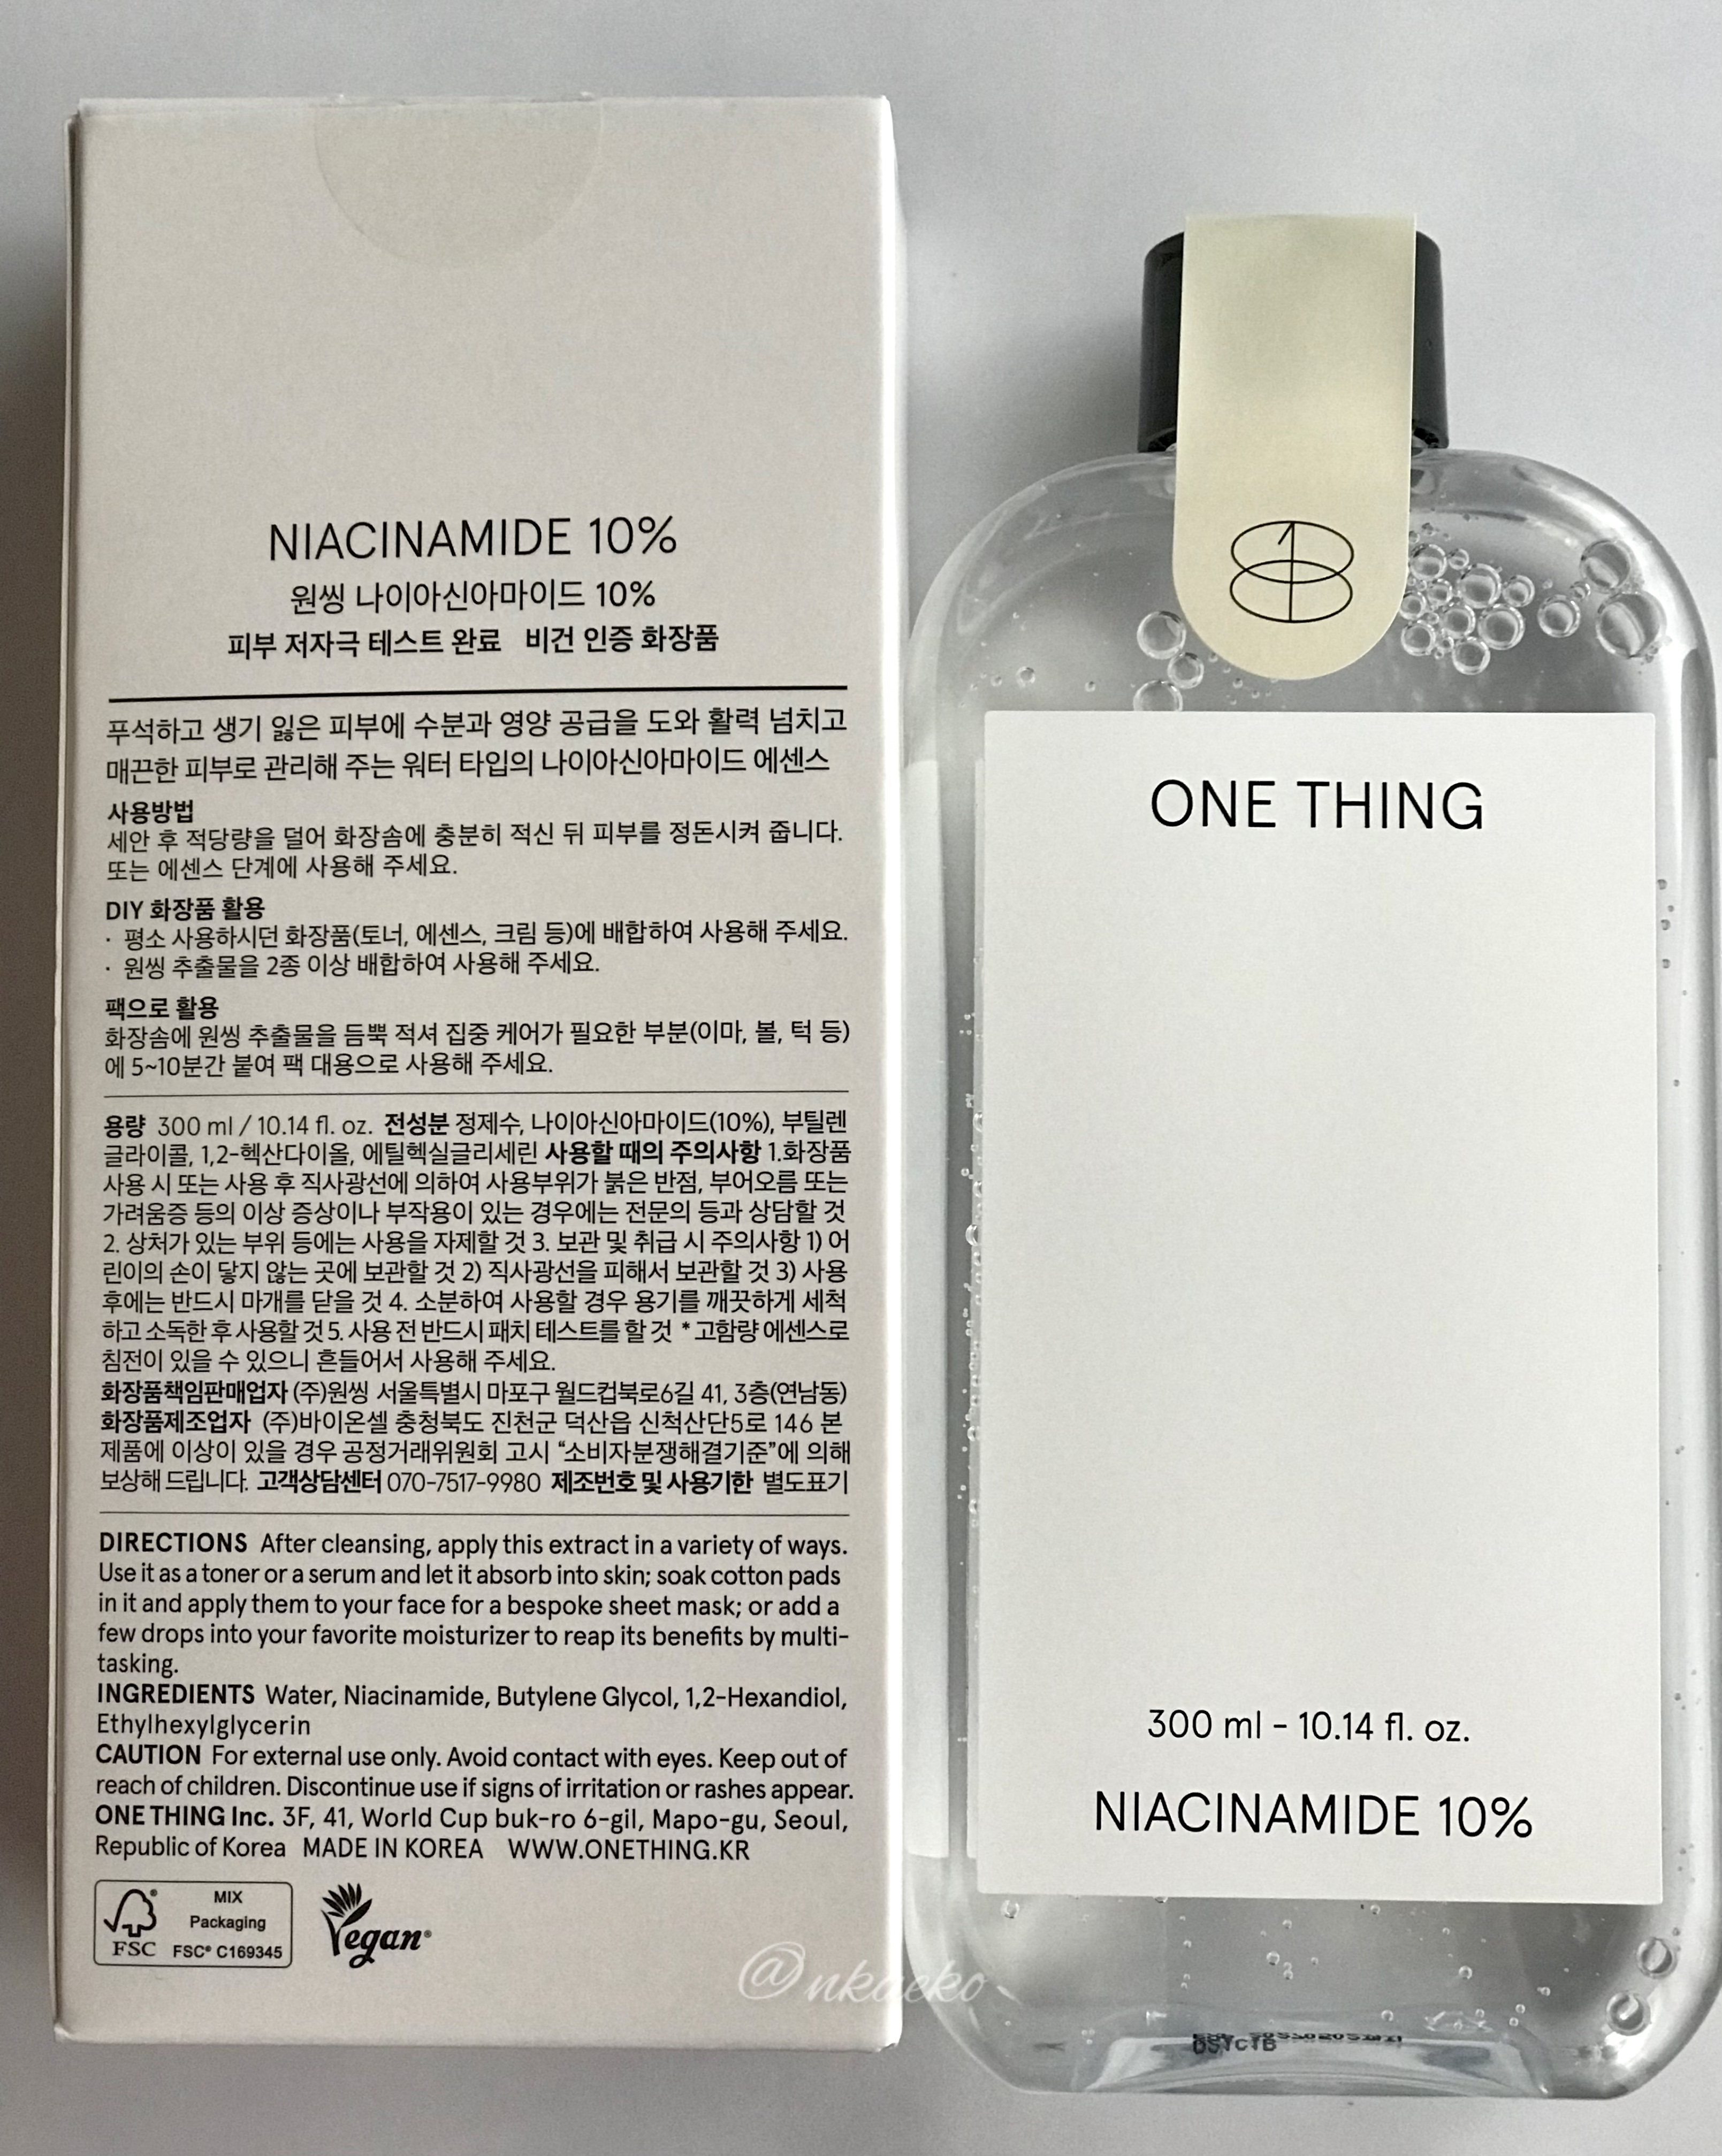 NIACINAMIDE 10%
원씽 나이아신아마이드 10%
피부 저자극 테스트 완료 비건 인증 화장품
푸석하고 생기 잃은 피부에 수분과 영양 공급을 도와 활력 넘치고
매끈한 피부로 관리해 주는 워터 타입의 나이아신아마이드 에센스
사용방법
세안 후 적당량을 덜어 화장솜에 충분히 적신 뒤 피부를 정돈시켜 줍니다.
또는 에센스 단계에 사용해 주세요.
DIY 화장품 활용
· 평소 사용하시던 화장품(토너, 에센스, 크림 등)에 배합하여 사용해 주세요.
· 원씽 추출물을 2종 이상 배합하여 사용해 주세요.
팩으로 활용
화장솜에 원씽 추출물을 듬뿍 적셔 집중 케어가 필요한 부분(이마, 볼, 턱 등)
에 5~10분간 붙여 팩 대용으로 사용해 주세요.
용량 300 ml / 10.14 fl. oz. 전성분 정제수, 나이아신아마이드(10%), 부틸렌
글라이콜, 1,2-헥산다이올, 에틸헥실글리세린 사용할 때의 주의사항 1.화장품
사용 시 또는 사용 후 직사광선에 의하여 사용부위가 붉은 반점, 부어오름 또는
가려움증 등의 이상 증상이나 부작용이 있는 경우에는 전문의 등과 상담할 것
2. 상처가 있는 부위 등에는 사용을 자제할 것 3. 보관 및 취급 시 주의사항 1) 어
린이의 손이 닿지 않는 곳에 보관할 것 2) 직사광선을 피해서 보관할 것 3) 사용
후에는 반드시 마개를 닫을 것 4. 소분하여 사용할 경우 용기를 깨끗하게 세척
하고 소독한 후 사용할 것 5. 사용 전 반드시 패치 테스트를 할 것 *고함량 에센스로
침전이 있을 수 있으니 흔들어서 사용해 주세요.
화장품책임판매업자 (주)원씽 서울특별시 마포구 월드컵북로6길 41, 3층(연남동)
화장품제조업자 (주)바이온셀 충청북도 진천군 덕산읍 신척산단5로 146 본
제품에 이상이 있을 경우 공정거래위원회 고시 “소비자분쟁해결기준”에 의해
보상해 드립니다. 고객상담센터 070-7517-9980 제조번호 및 사용기한 별도표기
DIRECTIONS After cleansing, apply this extract in a variety of ways.
Use it as a toner or a serum and let it absorb into skin; soak cotton pads
in it and apply them to your face for a bespoke sheet mask; or add a
few drops into your favorite moisturizer to reap its benefits by multi-
tasking.
INGREDIENTS Water, Niacinamide, Butylene Glycol, 1,2-Hexandiol,
Ethylhexylglycerin
CAUTION For external use only. Avoid contact with eyes. Keep out of
reach of children. Discontinue use if signs of irritation or rashes appear.
ONE THING Inc. 3F, 41, World Cup buk-ro 6-gil, Mapo-gu, Seoul,
Republic of Korea MADE IN KOREA WWW.ONETHING.KR
FSC
MIX
Packaging
FSC® C169345
Vegan®
@nkaeko
ONE THING
300 ml - 10.14 fl. oz.
NIACINAMIDE 10%